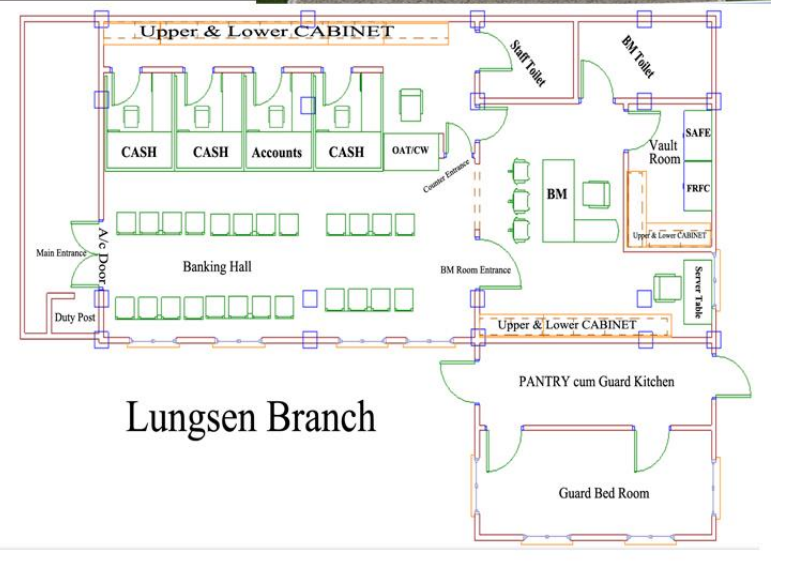 Upper & Lower CABINET
Staff Toilet
BM Toilet
CASH
CASH
Accounts
CASH
OAT/CW
Counter Entrance
Vault
Room
SAFE
FRFC
BM
Upper & Lower CABINET
Main Entrance
A/c Door
Banking Hall
BM Room Entrance
Server Table
Duty Post
Upper & Lower CABINET
PANTRY cum Guard Kitchen
Lungsen Branch
Guard Bed Room